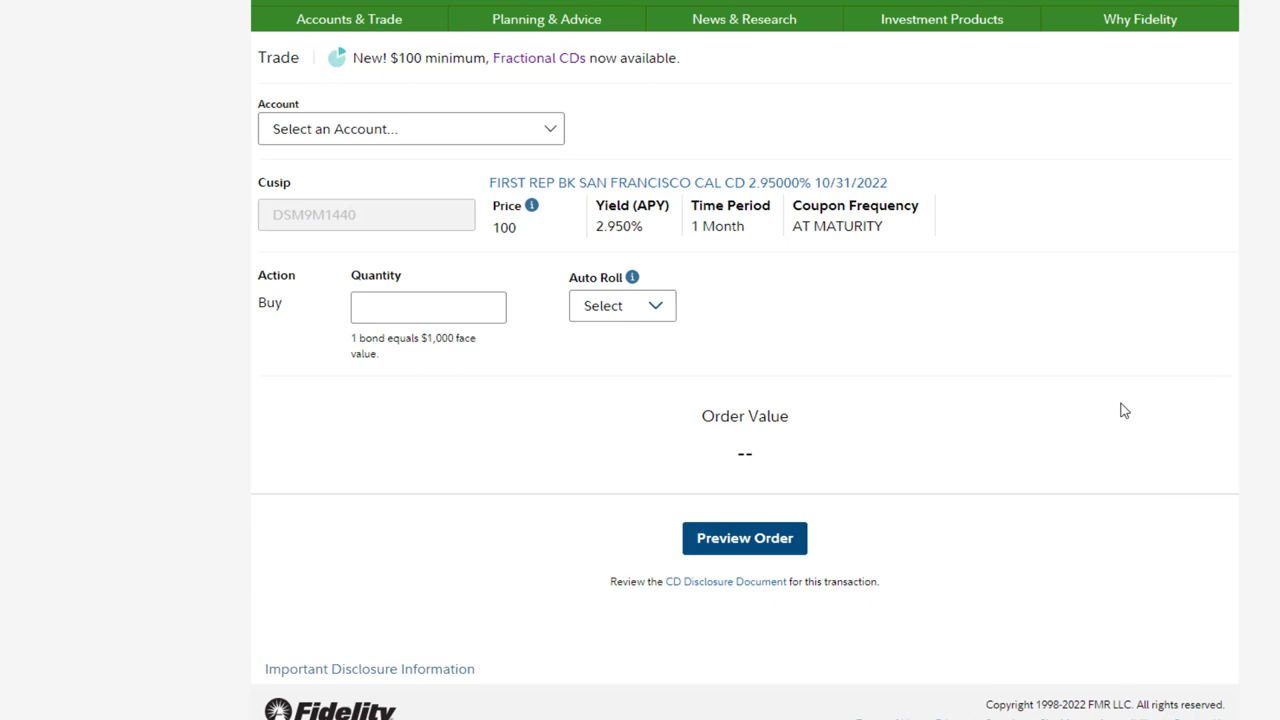 Accounts & Trade
Planning & Advice
News & Research
Investment Products
Why Fidelity
Trade
New! $100 minimum, Fractional CDs now available.
Account
Select an Account...
Cusip
DSM9M1440
FIRST REP BK SAN FRANCISCO CAL CD 2.95000% 10/31/2022
Price
100
Yield (APY)
2.950%
Time Period
1 Month
Coupon Frequency
AT MATURITY
Action
Buy
Quantity
1 bond equals $1,000 face
value.
Auto Roll
Select
Order Value
--
Preview Order
Review the CD Disclosure Document for this transaction.
Important Disclosure Information
Fidelity
Copyright 1998-2022 FMR LLC. All rights reserved.